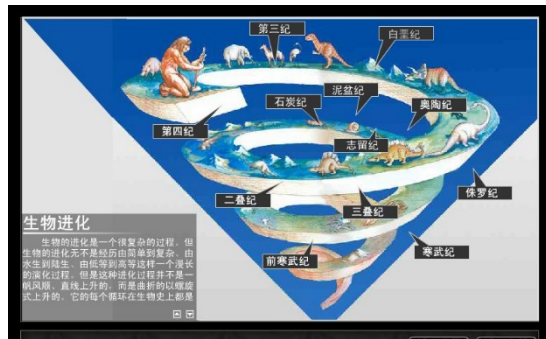 第三纪
白垩纪
泥盆纪
石炭纪
奥陶纪
第四纪
志留纪
二叠纪
侏罗纪
三叠纪
前寒武纪
寒武纪
生物进化
生物的进化是一个很复杂的过程，但
生物的进化无不是经历由简单到复杂，由
水生到陆生，由低等到高等这样一个漫长
的演化过程，但是这种进化过程并不是一
帆风顺，直线上升的，而是曲折的以螺旋
式上升的，它的每个循环在生物史上都是